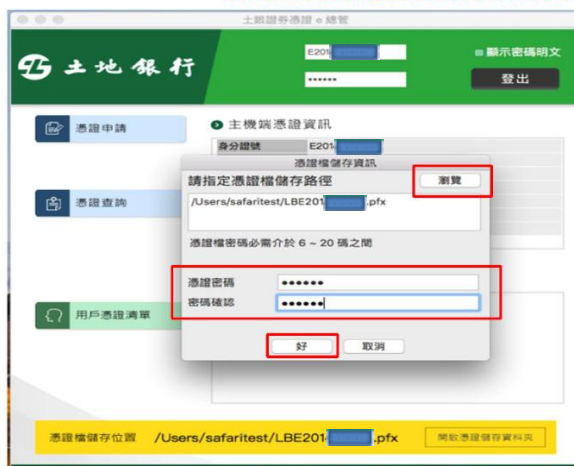 土銀證券憑證 e 總管
土地銀行
E201
顯示密碼明文
••••••
登出
憑證申請
主機端憑證資訊
身分證號 E201
憑證檔儲存資訊
請指定憑證檔儲存路徑
瀏覽
/Users/safaritest/LBE201 .pfx
憑證查詢
憑證檔密碼必需介於 6 ~ 20 碼之間
憑證密碼 ••••••
密碼確認 ••••••
用戶憑證清單
好 取消
憑證檔儲存位置 /Users/safaritest/LBE201 .pfx 開啟憑證儲存資料夾